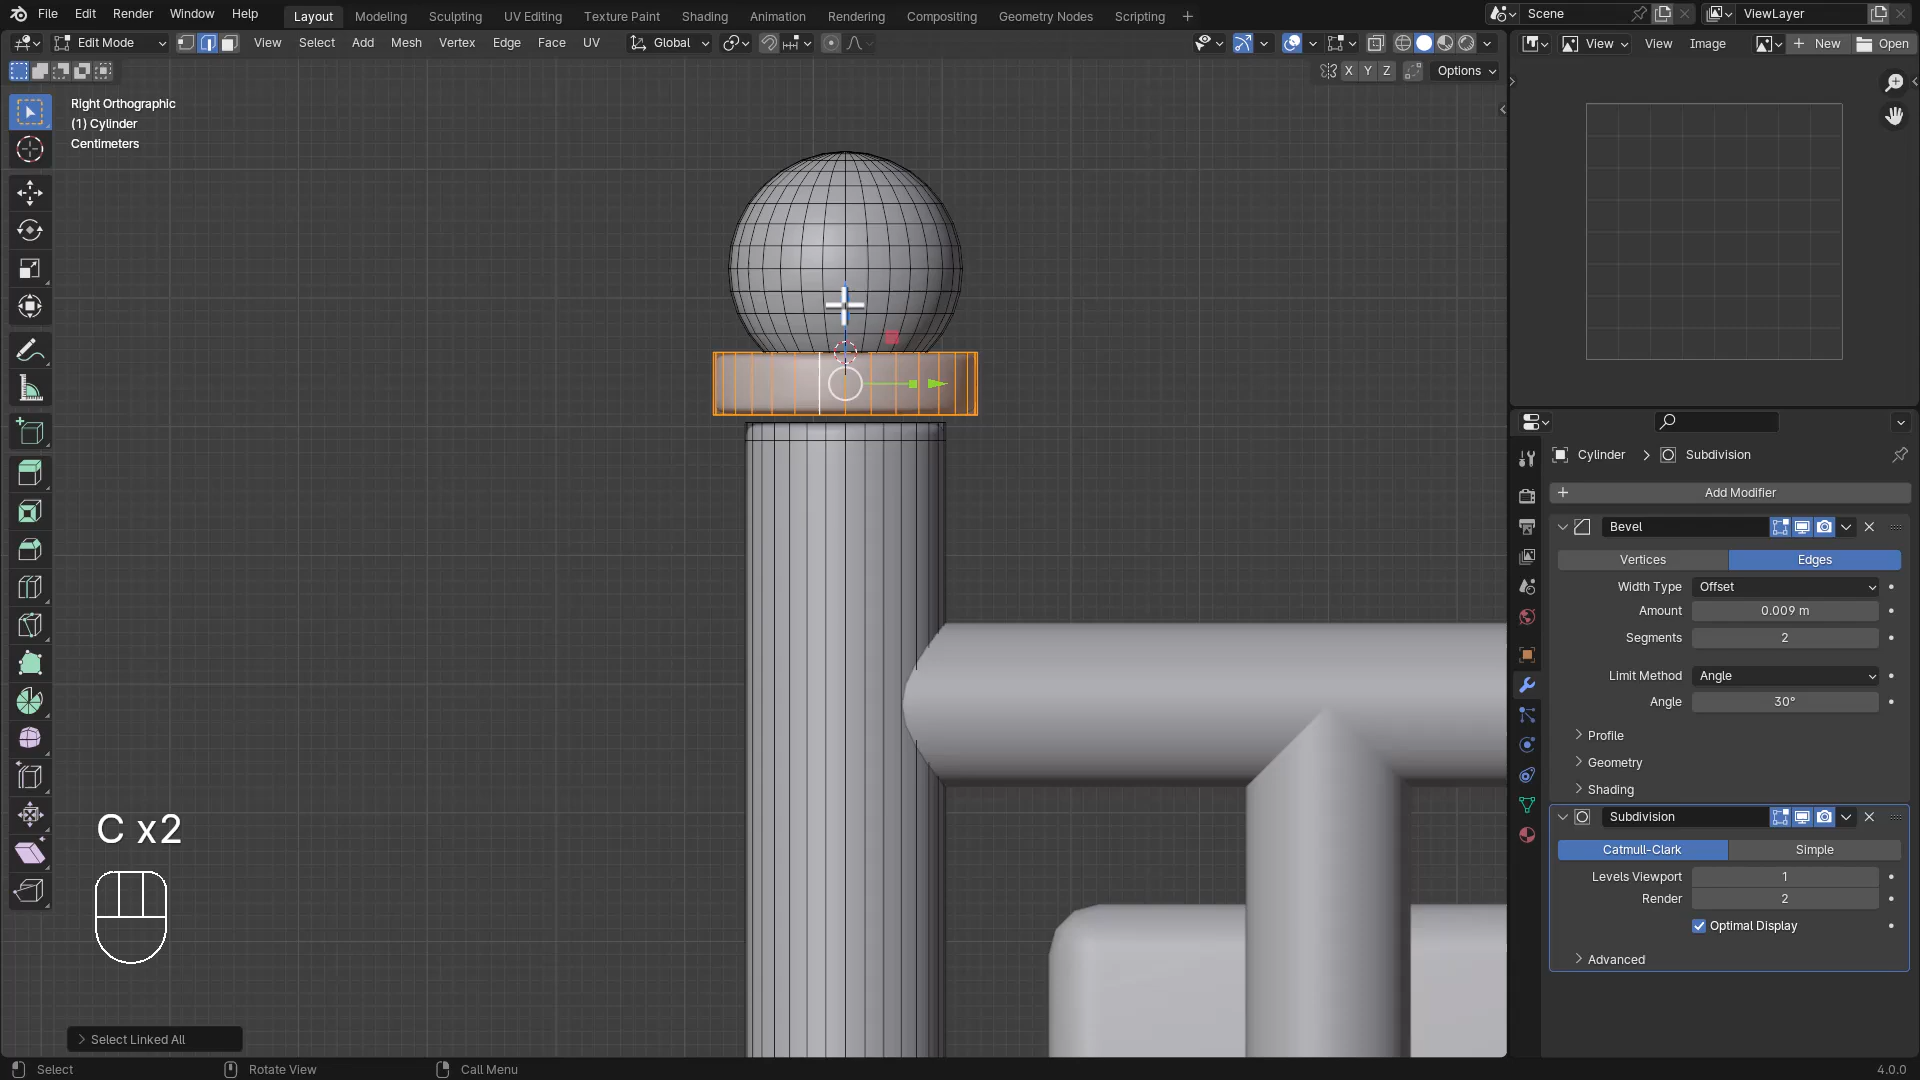 File Edit Render Window Help Layout Modeling Sculpting UV Editing Texture Paint Shading Animation Rendering Compositing Geometry Nodes Scripting + Scene ViewLayer
Edit Mode View Select Add Mesh Vertex Edge Face UV Global View View Image New Open
X Y Z Options
Right Orthographic
(1) Cylinder
Centimeters
Cylinder > Subdivision
Add Modifier
Bevel
Vertices Edges
Width Type Offset
Amount 0.009 m
Segments 2
Limit Method Angle
Angle 30°
Profile
Geometry
Shading
Subdivision
Catmull-Clark Simple
Levels Viewport 1
Render 2
Optimal Display
Advanced
C x2
Select Linked All
Select Rotate View Call Menu 4.0.0